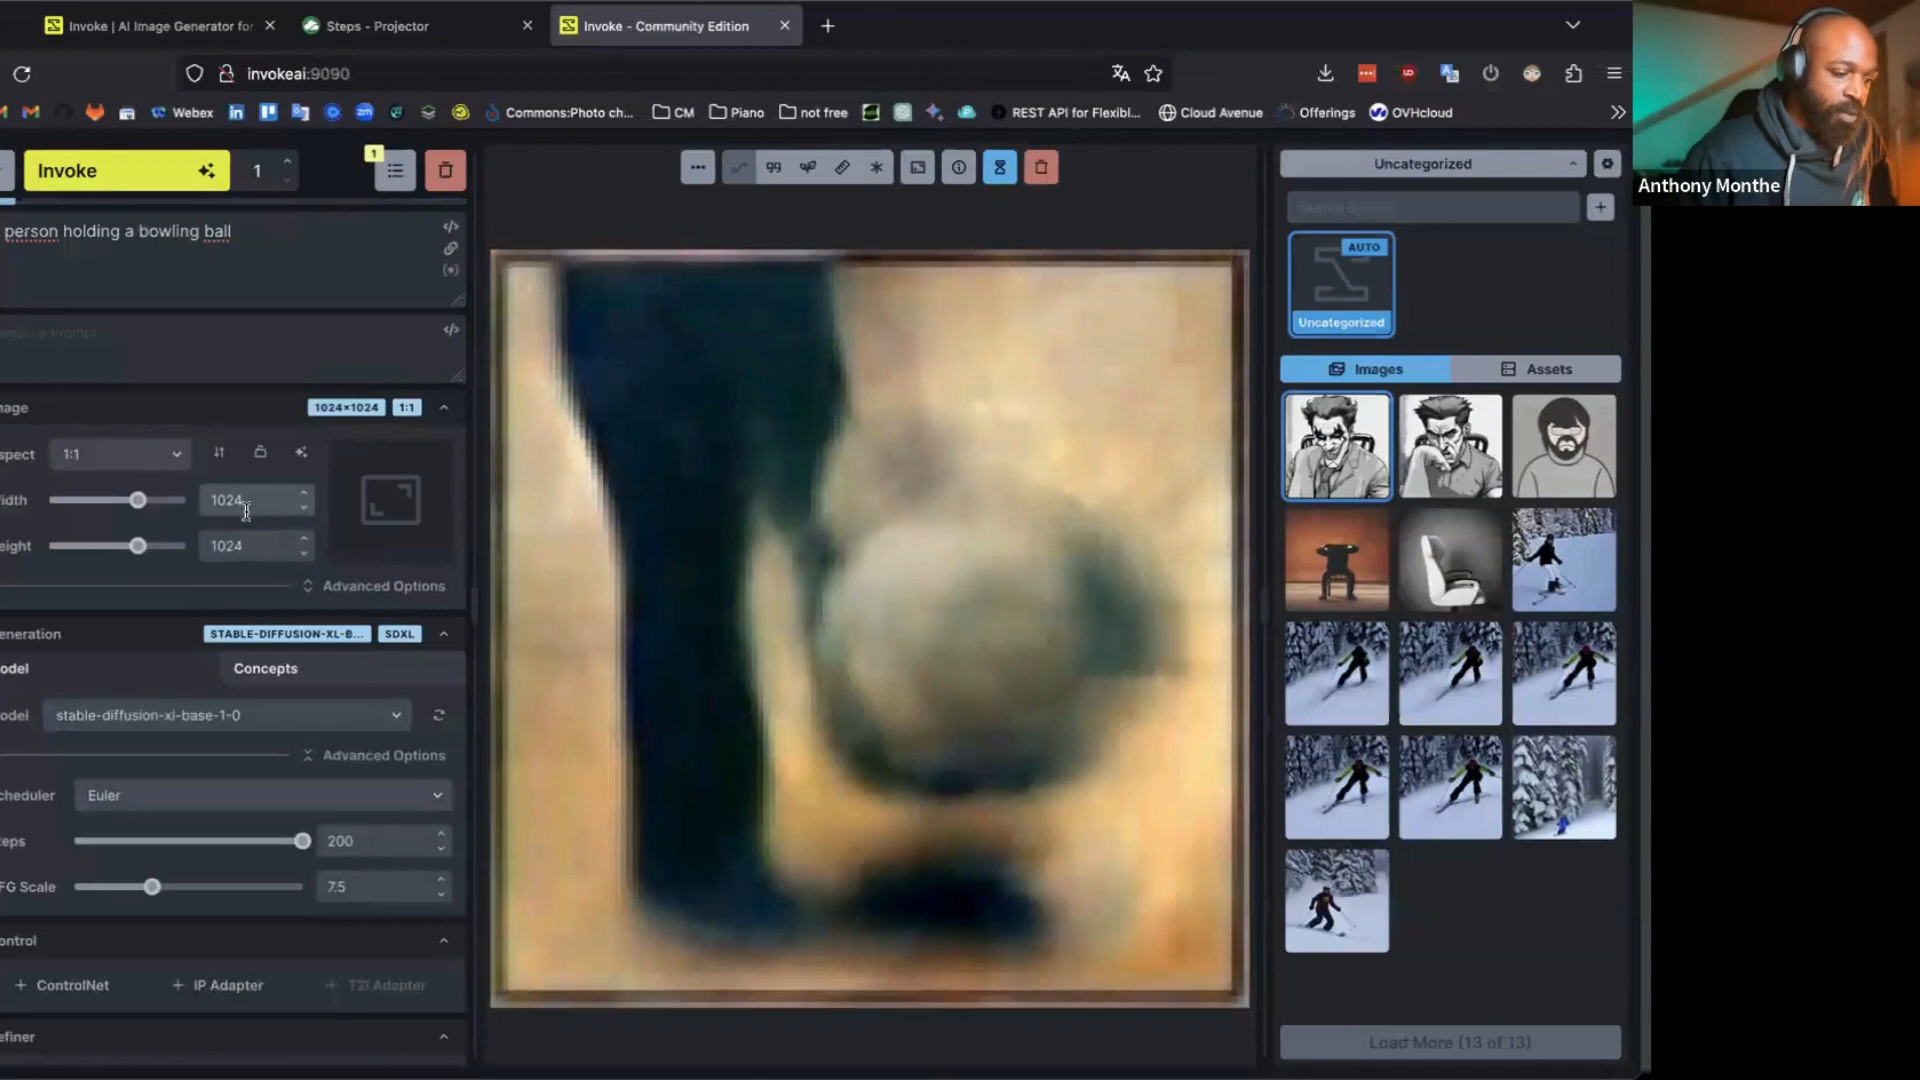 Invoke | AI Image Generator for
Steps - Projector
Invoke - Community Edition
invokeai:9090
Webex
Commons:Photo ch...
CM
Piano
not free
REST API for Flexibl...
Cloud Avenue
Offerings
OVHcloud
Anthony Monthe
Invoke
1
1
person holding a bowling ball
Prompt
mage
1024×1024
1:1
spect
1:1
idth
1024
eight
1024
Advanced Options
eneration
STABLE-DIFFUSION-XL-B...
SDXL
odel
Concepts
odel
stable-diffusion-xl-base-1-0
Advanced Options
cheduler
Euler
teps
200
FG Scale
7.5
ontrol
ControlNet
IP Adapter
T2I Adapter
efiner
Uncategorized
Search
AUTO
Uncategorized
Images
Assets
Load More (13 of 13)